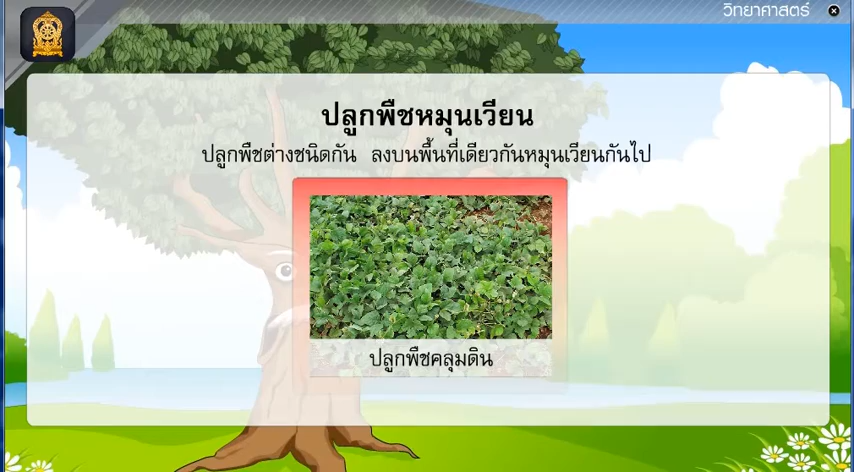 วิทยาศาสตร์
ปลูกพืชหมุนเวียน
ปลูกพืชต่างชนิดกัน ลงบนพื้นที่เดียวกันหมุนเวียนกันไป
ปลูกพืชคลุมดิน